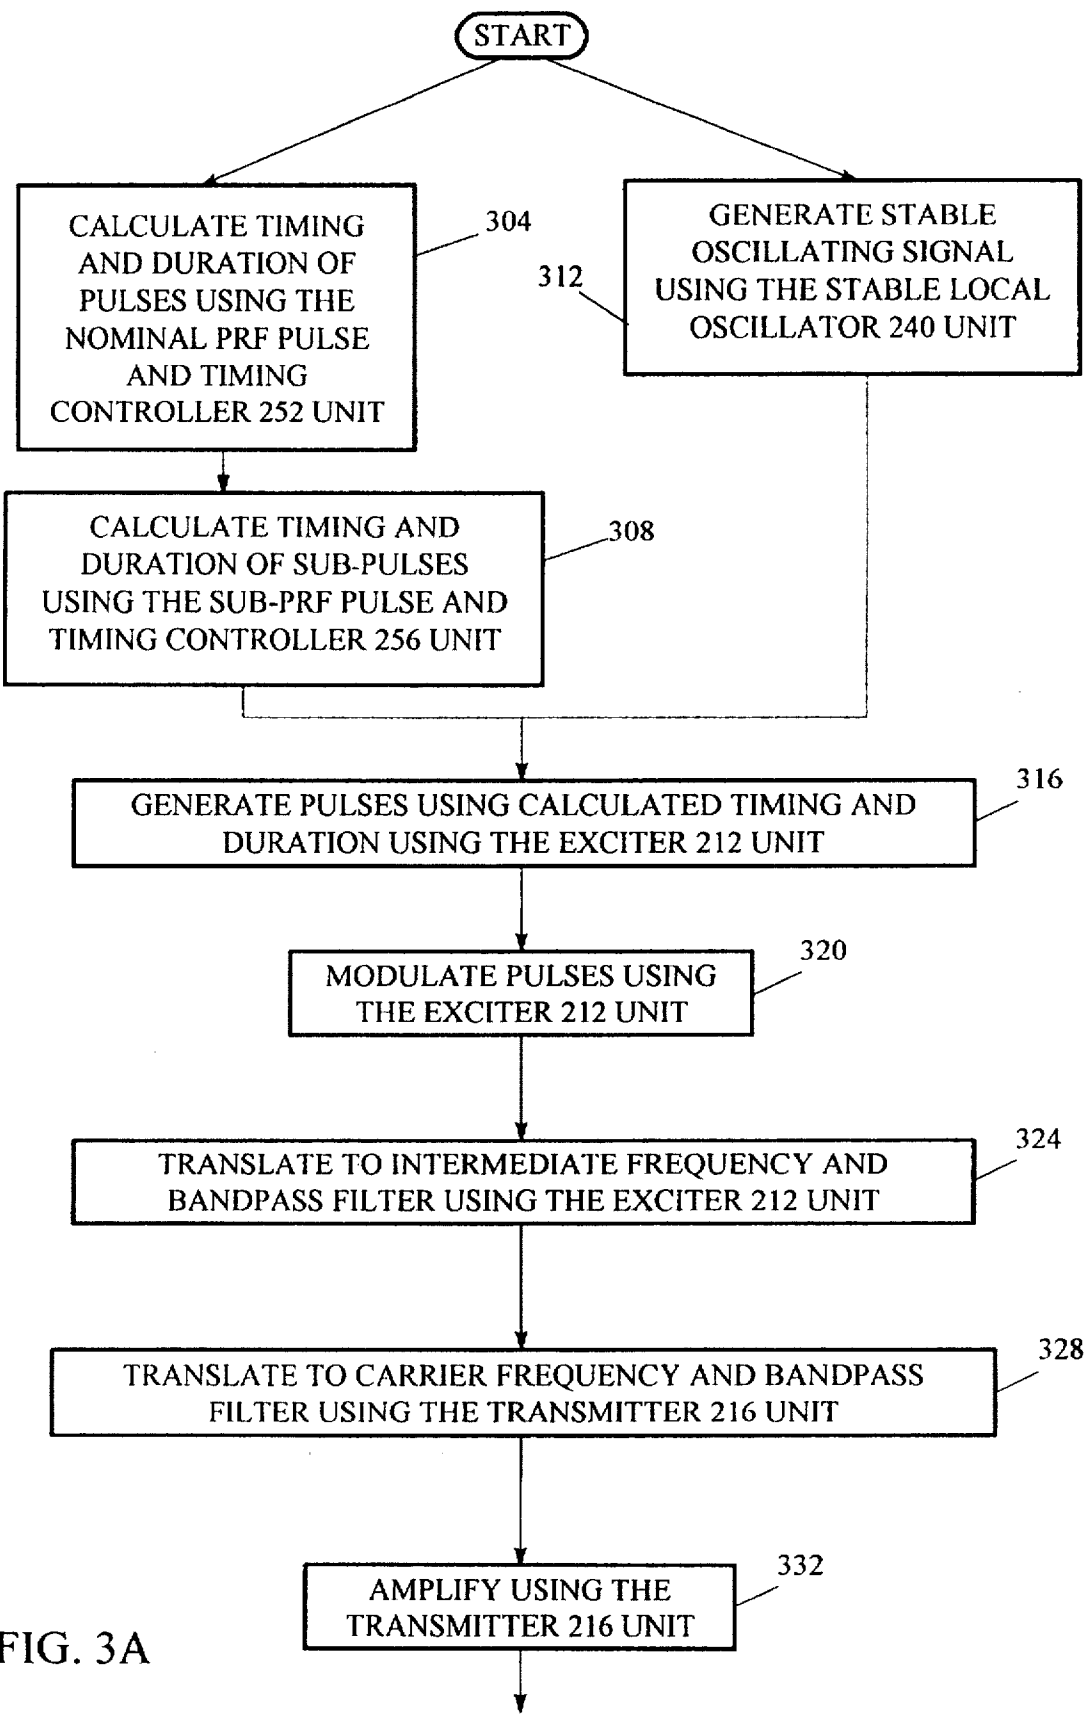 START
CALCULATE TIMING
AND DURATION OF
PULSES USING THE
NOMINAL PRF PULSE
AND TIMING
CONTROLLER 252 UNIT
304
GENERATE STABLE
OSCILLATING SIGNAL
USING THE STABLE LOCAL
OSCILLATOR 240 UNIT
312
CALCULATE TIMING AND
DURATION OF SUB-PULSES
USING THE SUB-PRF PULSE AND
TIMING CONTROLLER 256 UNIT
308
GENERATE PULSES USING CALCULATED TIMING AND
DURATION USING THE EXCITER 212 UNIT
316
MODULATE PULSES USING
THE EXCITER 212 UNIT
320
TRANSLATE TO INTERMEDIATE FREQUENCY AND
BANDPASS FILTER USING THE EXCITER 212 UNIT
324
TRANSLATE TO CARRIER FREQUENCY AND BANDPASS
FILTER USING THE TRANSMITTER 216 UNIT
328
AMPLIFY USING THE
TRANSMITTER 216 UNIT
332
FIG. 3A